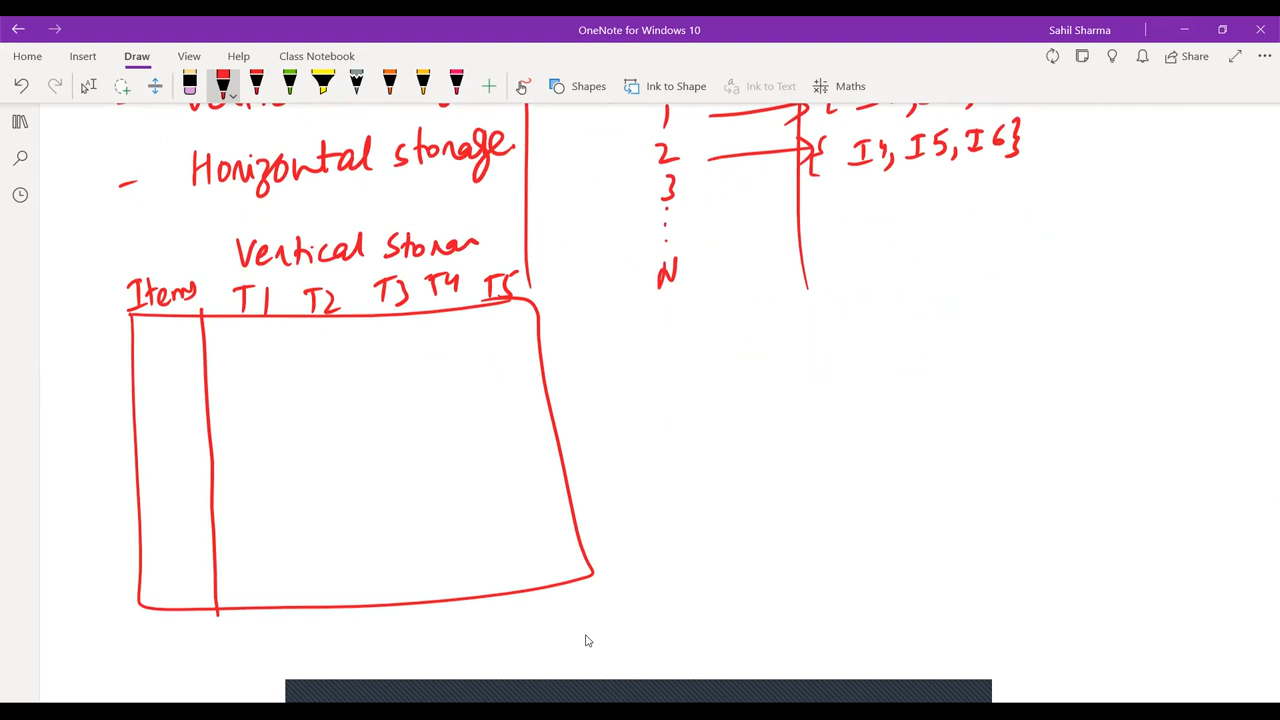 OneNote for Windows 10
Sahil Sharma
Home Insert Draw View Help Class Notebook
Share
Shapes Ink to Shape Ink to Text Maths
1
2 { I4, I5, I6}
3
N
- Horizontal storage
Vertical Storag
Items T1 T2 T3 T4 T5